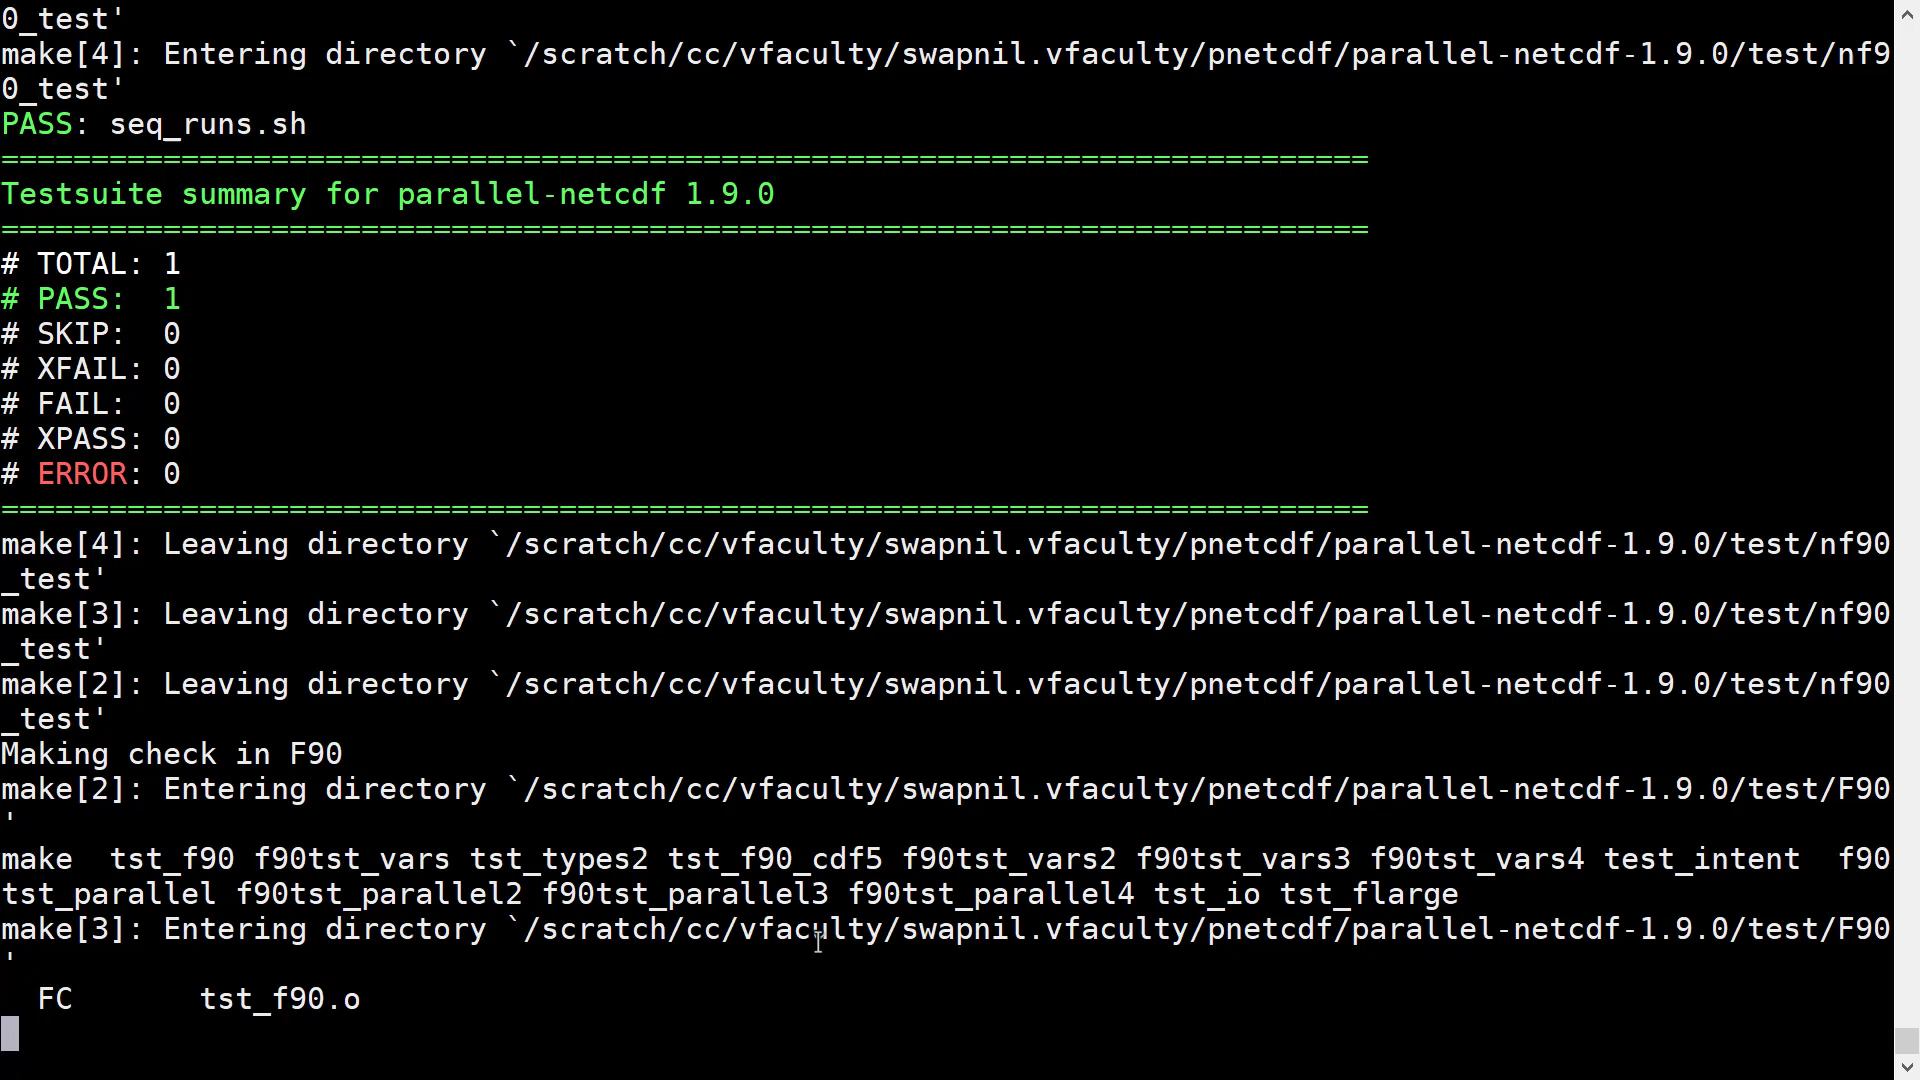 0_test'
make[4]: Entering directory `/scratch/cc/vfaculty/swapnil.vfaculty/pnetcdf/parallel-netcdf-1.9.0/test/nf9
0_test'
PASS: seq_runs.sh
============================================================================
Testsuite summary for parallel-netcdf 1.9.0
============================================================================
# TOTAL: 1
# PASS:  1
# SKIP:  0
# XFAIL: 0
# FAIL:  0
# XPASS: 0
# ERROR: 0
============================================================================
make[4]: Leaving directory `/scratch/cc/vfaculty/swapnil.vfaculty/pnetcdf/parallel-netcdf-1.9.0/test/nf90
_test'
make[3]: Leaving directory `/scratch/cc/vfaculty/swapnil.vfaculty/pnetcdf/parallel-netcdf-1.9.0/test/nf90
_test'
make[2]: Leaving directory `/scratch/cc/vfaculty/swapnil.vfaculty/pnetcdf/parallel-netcdf-1.9.0/test/nf90
_test'
Making check in F90
make[2]: Entering directory `/scratch/cc/vfaculty/swapnil.vfaculty/pnetcdf/parallel-netcdf-1.9.0/test/F90
'
make  tst_f90 f90tst_vars tst_types2 tst_f90_cdf5 f90tst_vars2 f90tst_vars3 f90tst_vars4 test_intent  f90
tst_parallel f90tst_parallel2 f90tst_parallel3 f90tst_parallel4 tst_io tst_flarge
make[3]: Entering directory `/scratch/cc/vfaculty/swapnil.vfaculty/pnetcdf/parallel-netcdf-1.9.0/test/F90
'
  FC       tst_f90.o